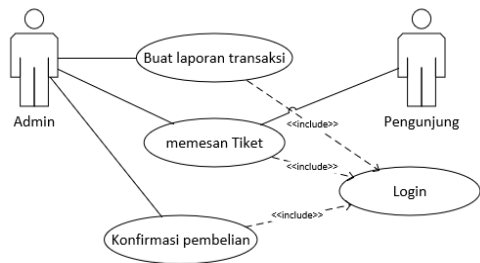 Buat laporan transaksi
Admin
Pengunjung
<<include>>
memesan Tiket
<<include>>
Login
<<include>>
Konfirmasi pembelian